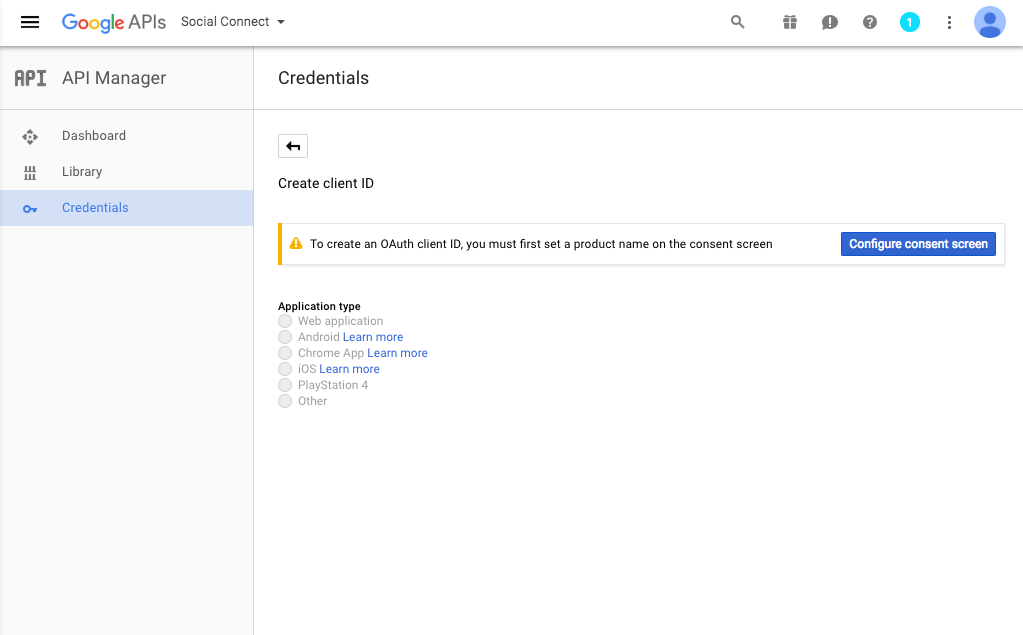 Google APIs Social Connect
1
API API Manager
Credentials
Dashboard
Library
Credentials
Create client ID
To create an OAuth client ID, you must first set a product name on the consent screen
Configure consent screen
Application type
Web application
Android Learn more
Chrome App Learn more
iOS Learn more
PlayStation 4
Other